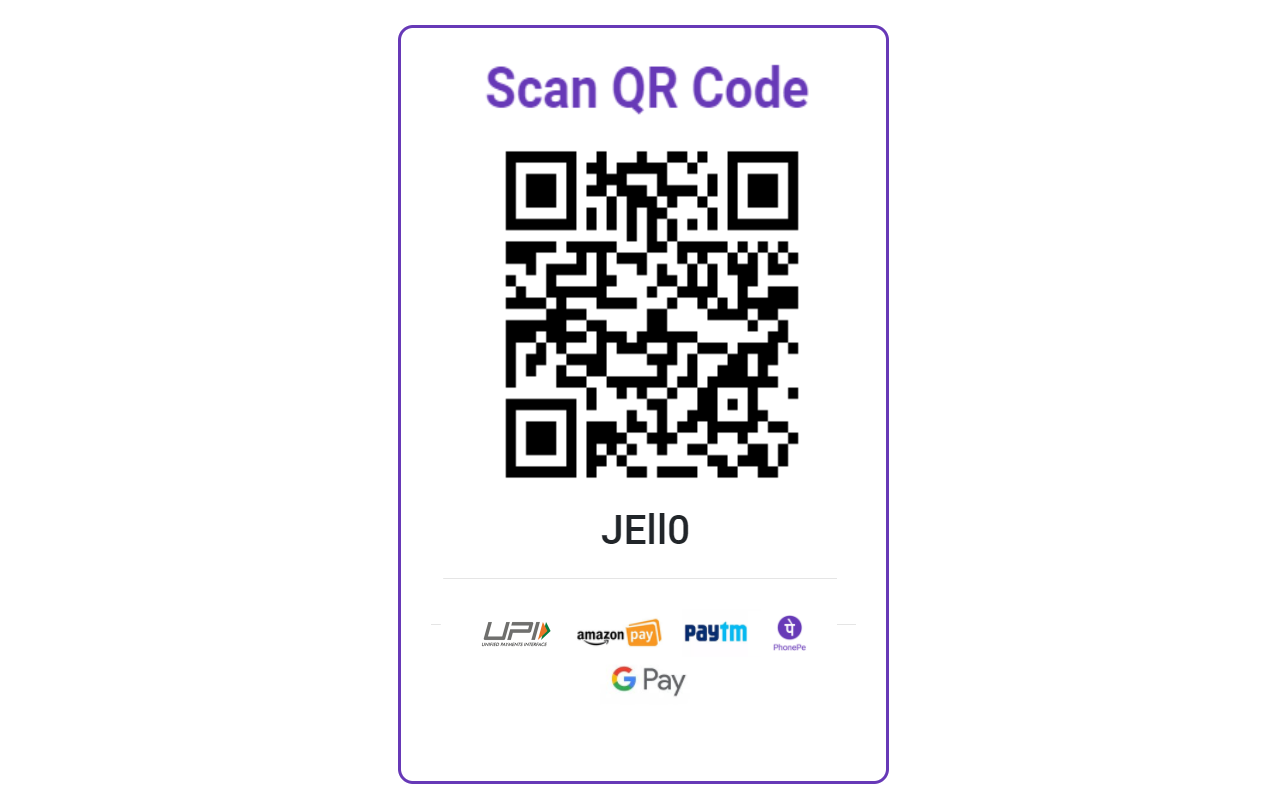 Scan QR Code
JEll0
UPI
UNIFIED PAYMENTS INTERFACE
amazon pay
paytm
पे
PhonePe
G Pay